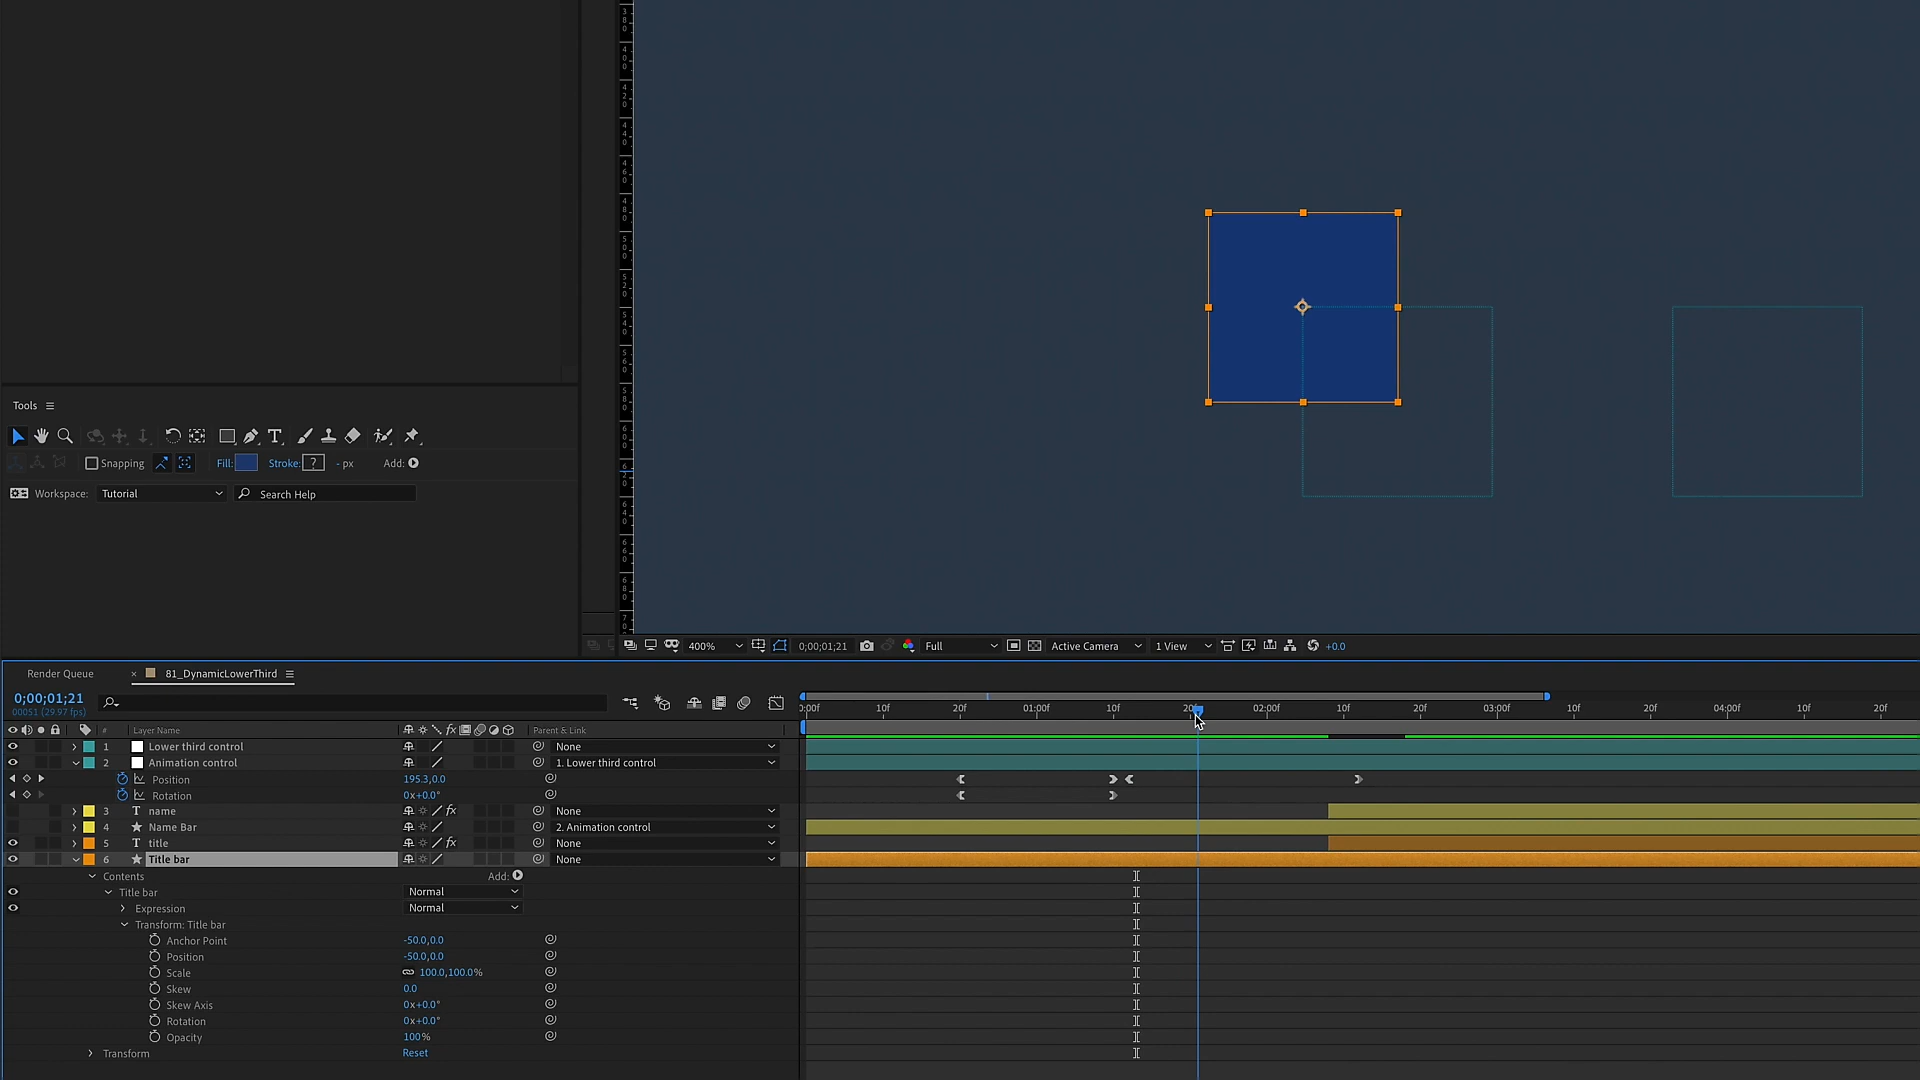 Tools
Snapping
Fill:
Stroke:
?
- px
Add:
Workspace:
Tutorial
Search Help
400%
0;00;01;21
Full
Active Camera
1 View
+0.0
Render Queue
× 81_DynamicLowerThird
0;00;01;21
00051 (29.97 fps)
:00f 10f 20f 01:00f 10f 20f 02:00f 10f 20f 03:00f 10f 20f 04:00f 10f 20f
# Layer Name fx Parent & Link
1 Lower third control None
2 Animation control 1. Lower third control
Position 195.3,0.0
Rotation 0x+0.0°
3 T name fx None
4 Name Bar 2. Animation control
5 T title fx None
6 Title bar None
Contents Add:
Title bar Normal
Expression Normal
Transform: Title bar
Anchor Point -50.0,0.0
Position -50.0,0.0
Scale 100.0,100.0%
Skew 0.0
Skew Axis 0x+0.0°
Rotation 0x+0.0°
Opacity 100%
Transform Reset